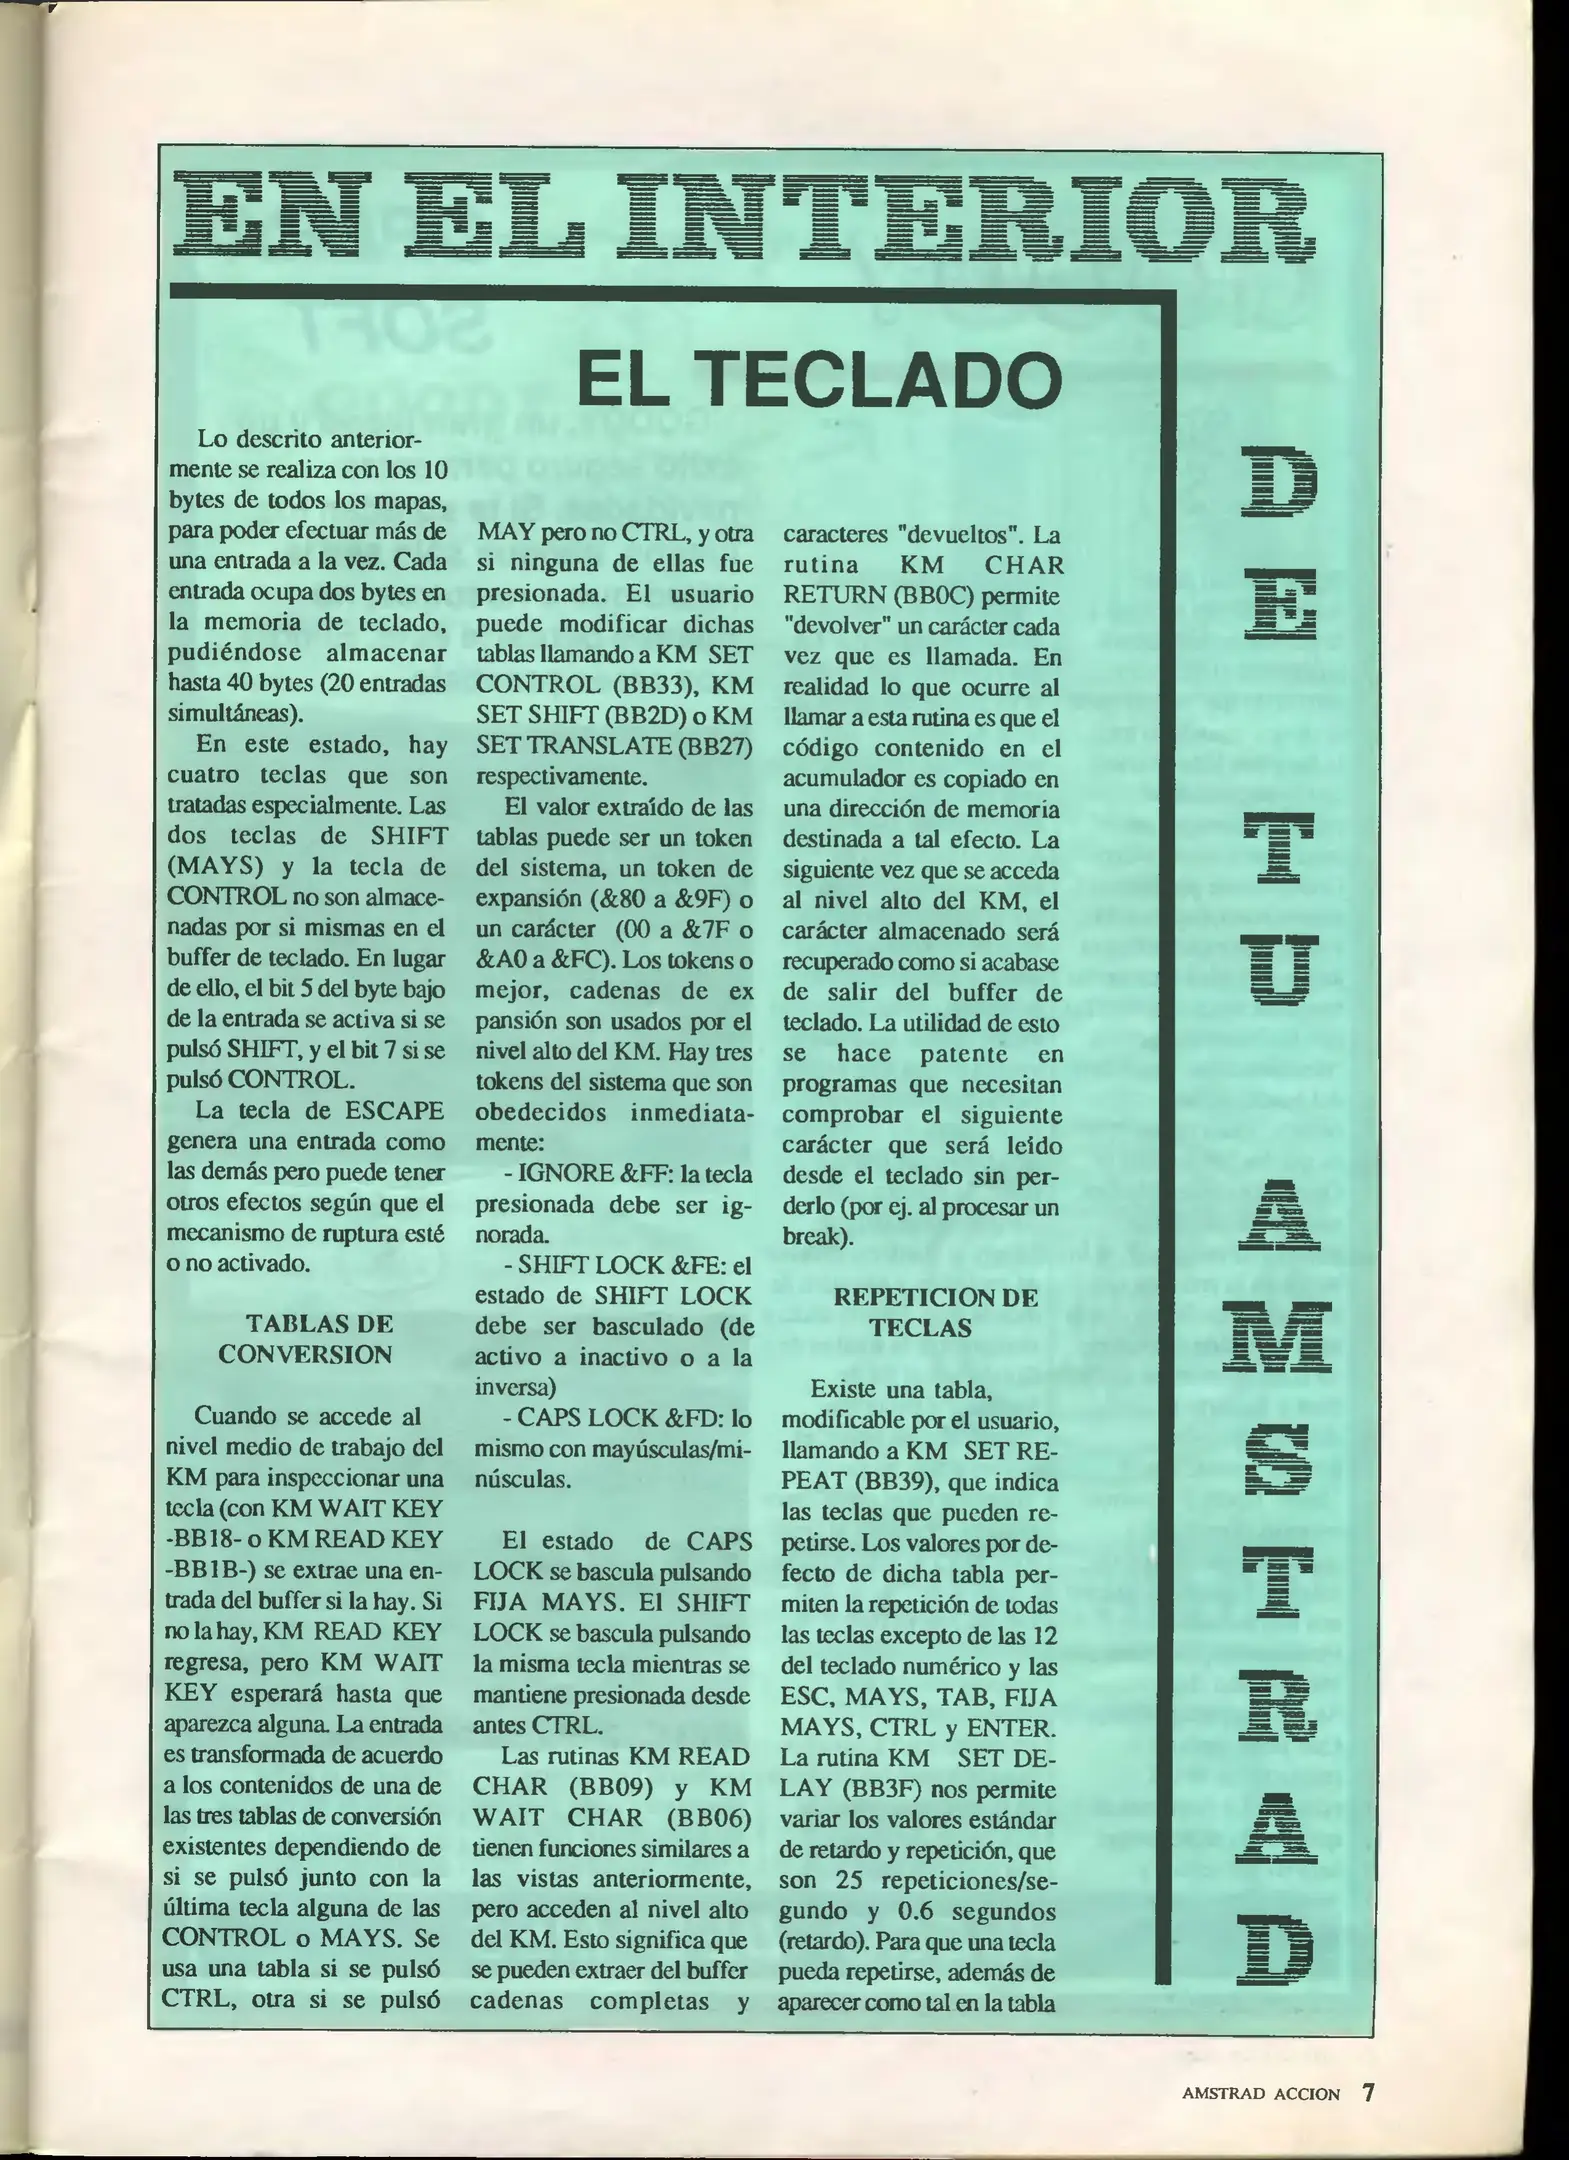 EN EL INTERIOR
DE TU AMSTRAD
EL TECLADO
Lo descrito anterior-
mente se realiza con los 10
bytes de todos los mapas,
para poder efectuar más de
una entrada a la vez. Cada
entrada ocupa dos bytes en
la memoria de teclado,
pudiéndose almacenar
hasta 40 bytes (20 entradas
simultáneas).
En este estado, hay
cuatro teclas que son
tratadas especialmente. Las
dos teclas de SHIFT
(MAYS) y la tecla de
CONTROL no son almace-
nadas por si mismas en el
buffer de teclado. En lugar
de ello, el bit 5 del byte bajo
de la entrada se activa si se
pulsó SHIFT, y el bit 7 si se
pulsó CONTROL.
La tecla de ESCAPE
genera una entrada como
las demás pero puede tener
otros efectos según que el
mecanismo de ruptura esté
o no activado.
TABLAS DE
CONVERSION
Cuando se accede al
nivel medio de trabajo del
KM para inspeccionar una
tecla (con KM WAIT KEY
-BB18- o KM READ KEY
-BB1B-) se extrae una en-
trada del buffer si la hay. Si
no la hay, KM READ KEY
regresa, pero KM WAIT
KEY esperará hasta que
aparezca alguna. La entrada
es transformada de acuerdo
a los contenidos de una de
las tres tablas de conversión
existentes dependiendo de
si se pulsó junto con la
última tecla alguna de las
CONTROL o MAYS. Se
usa una tabla si se pulsó
CTRL, otra si se pulsó
MAY pero no CTRL, y otra
si ninguna de ellas fue
presionada. El usuario
puede modificar dichas
tablas llamando a KM SET
CONTROL (BB33), KM
SET SHIFT (BB2D) o KM
SET TRANSLATE (BB27)
respectivamente.
El valor extraído de las
tablas puede ser un token
del sistema, un token de
expansión (&80 a &9F) o
un carácter (00 a &7F o
&A0 a &FC). Los tokens o
mejor, cadenas de ex
pansión son usados por el
nivel alto del KM. Hay tres
tokens del sistema que son
obedecidos inmediata-
mente:
- IGNORE &FF: la tecla
presionada debe ser ig-
norada.
- SHIFT LOCK &FE: el
estado de SHIFT LOCK
debe ser basculado (de
activo a inactivo o a la
inversa)
- CAPS LOCK &FD: lo
mismo con mayúsculas/mi-
núsculas.
El estado de CAPS
LOCK se bascula pulsando
FIJA MAYS. El SHIFT
LOCK se bascula pulsando
la misma tecla mientras se
mantiene presionada desde
antes CTRL.
Las rutinas KM READ
CHAR (BB09) y KM
WAIT CHAR (BB06)
tienen funciones similares a
las vistas anteriormente,
pero acceden al nivel alto
del KM. Esto significa que
se pueden extraer del buffer
cadenas completas y
caracteres "devueltos". La
rutina KM CHAR
RETURN (BB0C) permite
"devolver" un carácter cada
vez que es llamada. En
realidad lo que ocurre al
llamar a esta rutina es que el
código contenido en el
acumulador es copiado en
una dirección de memoria
destinada a tal efecto. La
siguiente vez que se acceda
al nivel alto del KM, el
carácter almacenado será
recuperado como si acabase
de salir del buffer de
teclado. La utilidad de esto
se hace patente en
programas que necesitan
comprobar el siguiente
carácter que será leído
desde el teclado sin per-
derlo (por ej. al procesar un
break).
REPETICION DE
TECLAS
Existe una tabla,
modificable por el usuario,
llamando a KM SET RE-
PEAT (BB39), que indica
las teclas que pueden re-
petirse. Los valores por de-
fecto de dicha tabla per-
miten la repetición de todas
las teclas excepto de las 12
del teclado numérico y las
ESC, MAYS, TAB, FIJA
MAYS, CTRL y ENTER.
La rutina KM SET DE-
LAY (BB3F) nos permite
variar los valores estándar
de retardo y repetición, que
son 25 repeticiones/se-
gundo y 0.6 segundos
(retardo). Para que una tecla
pueda repetirse, además de
aparecer como tal en la tabla
AMSTRAD ACCION 7